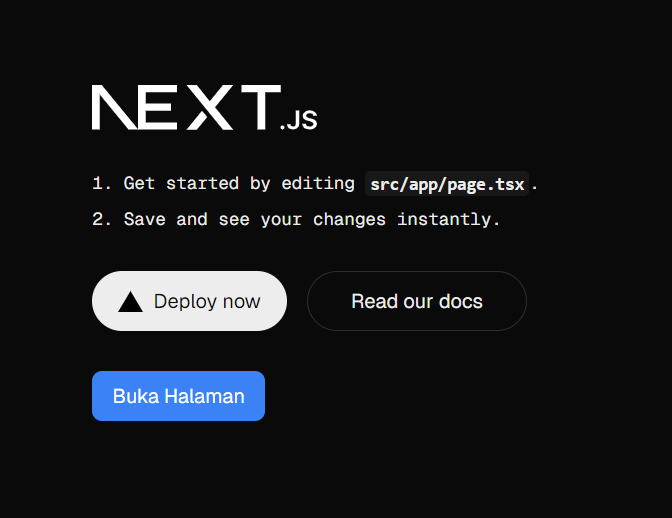 NEXT.JS
1. Get started by editing src/app/page.tsx.
2. Save and see your changes instantly.
Deploy now
Read our docs
Buka Halaman